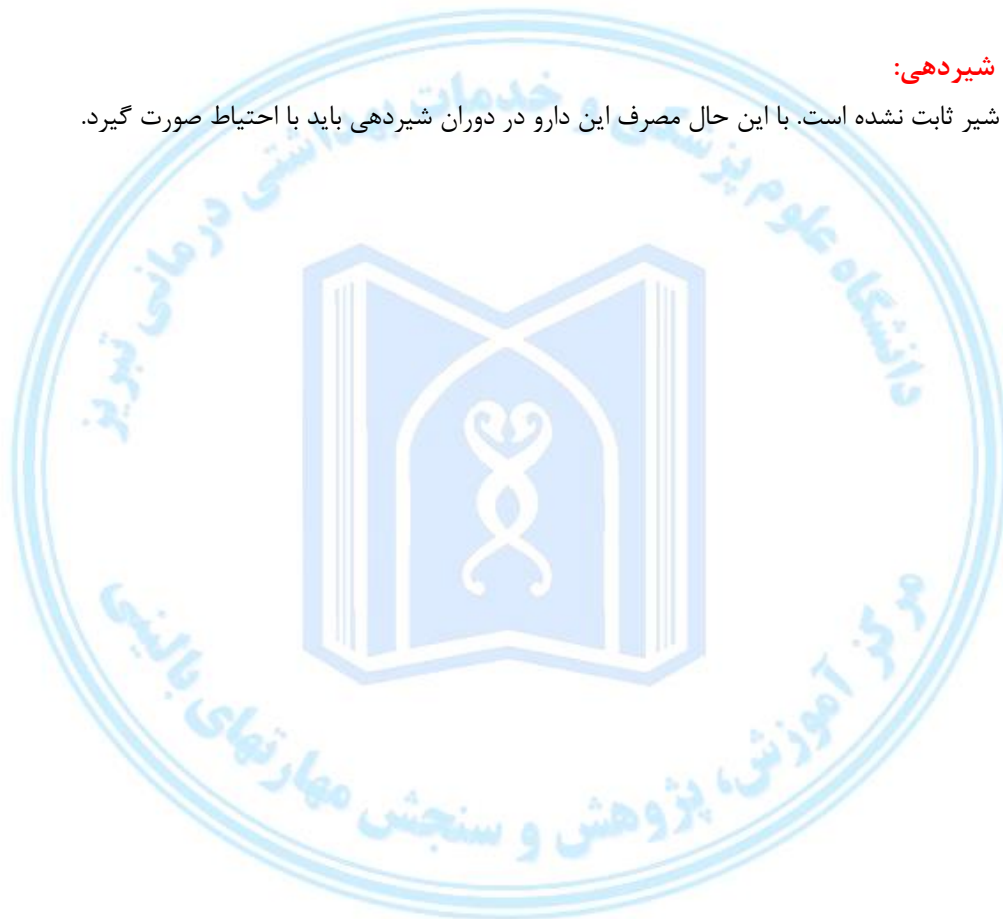 شیردهی:
شیر ثابت نشده است. با این حال مصرف این دارو در دوران شیردهی باید با احتیاط صورت گیرد.
دانشگاه علوم پزشکی و خدمات بهداشتی درمانی تبریز
مرکز آموزش، پژوهش و سنجش مهارتهای بالینی